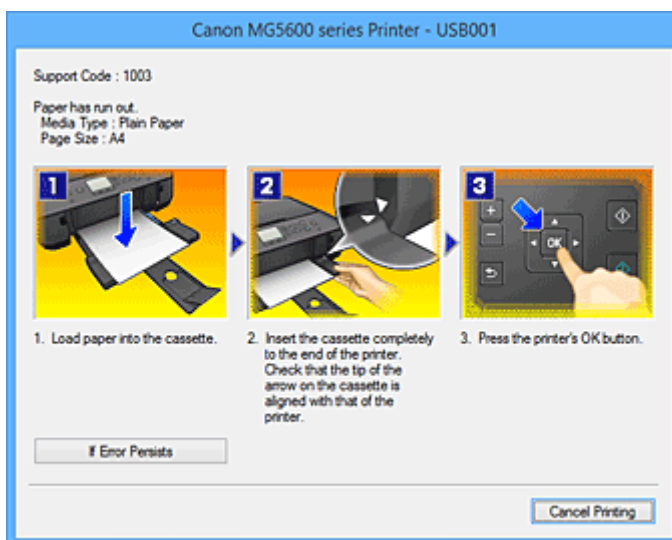 Canon MG5600 series Printer - USB001
Support Code : 1003
Paper has run out.
Media Type : Plain Paper
Page Size : A4
1
2
3
+
-
OK
1. Load paper into the cassette.
2. Insert the cassette completely
to the end of the printer.
Check that the tip of the
arrow on the cassette is
aligned with that of the
printer.
3. Press the printer's OK button.
If Error Persists
Cancel Printing